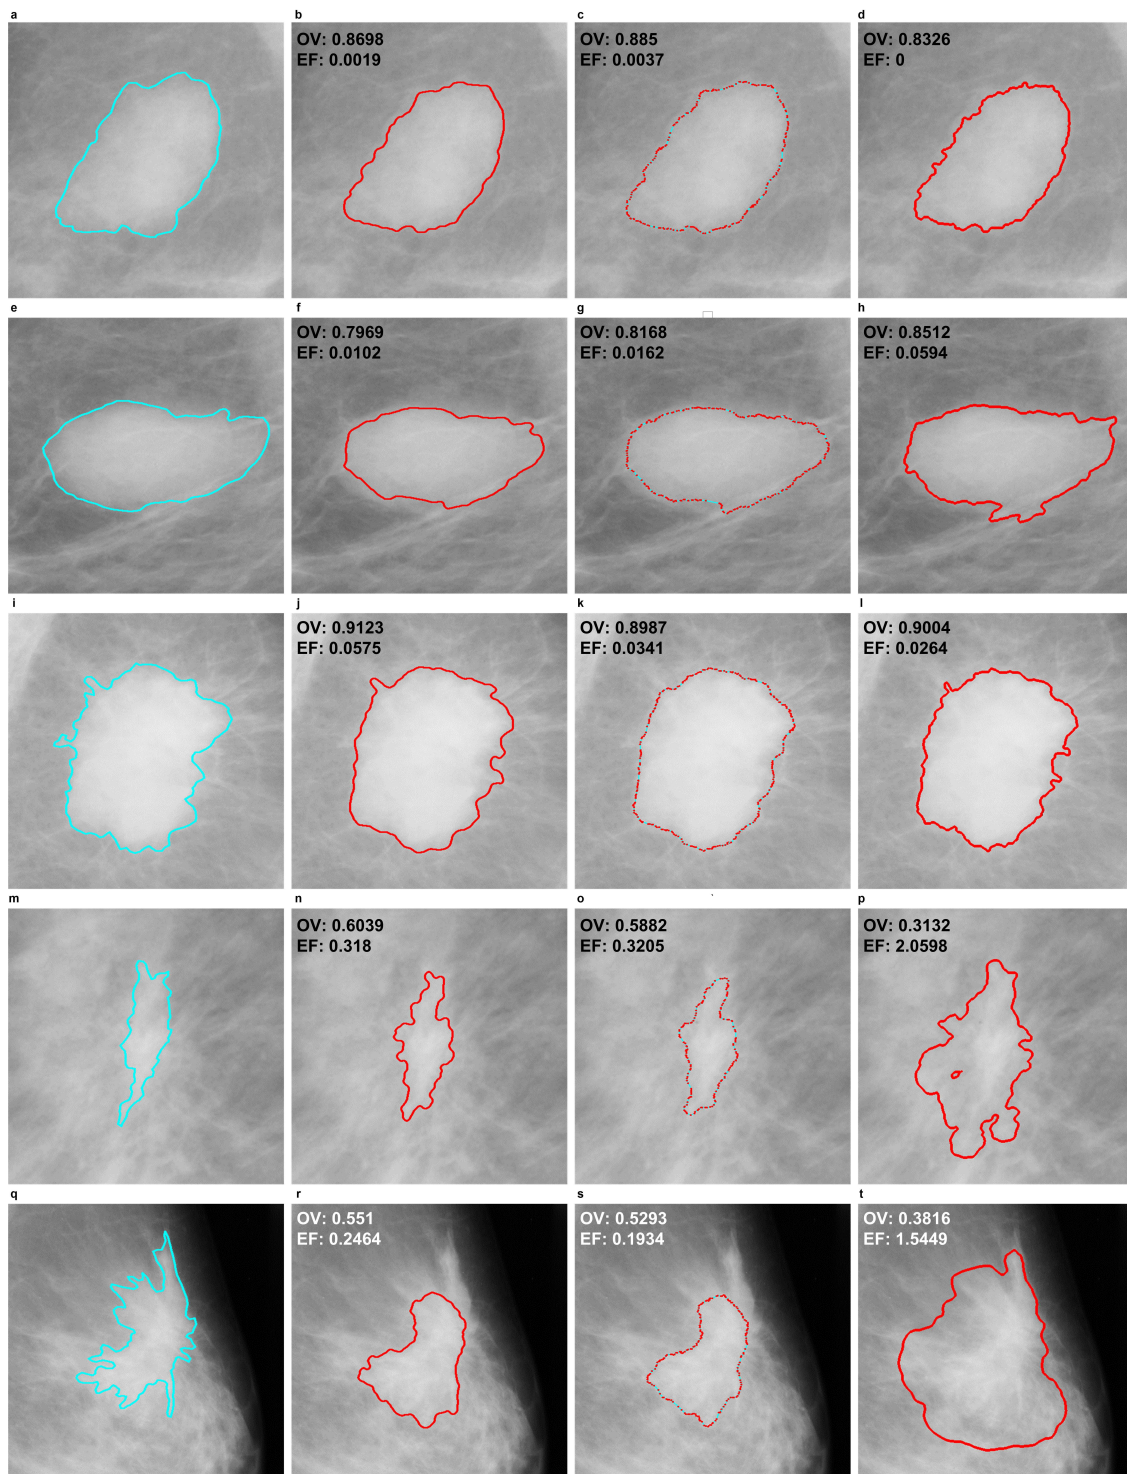 a
b
c
d
OV: 0.8698
EF: 0.0019
OV: 0.885
EF: 0.0037
OV: 0.8326
EF: 0
e
f
g
h
OV: 0.7969
EF: 0.0102
OV: 0.8168
EF: 0.0162
OV: 0.8512
EF: 0.0594
i
j
k
l
OV: 0.9123
EF: 0.0575
OV: 0.8987
EF: 0.0341
OV: 0.9004
EF: 0.0264
m
n
o
p
OV: 0.6039
EF: 0.318
OV: 0.5882
EF: 0.3205
OV: 0.3132
EF: 2.0598
q
r
s
t
OV: 0.551
EF: 0.2464
OV: 0.5293
EF: 0.1934
OV: 0.3816
EF: 1.5449